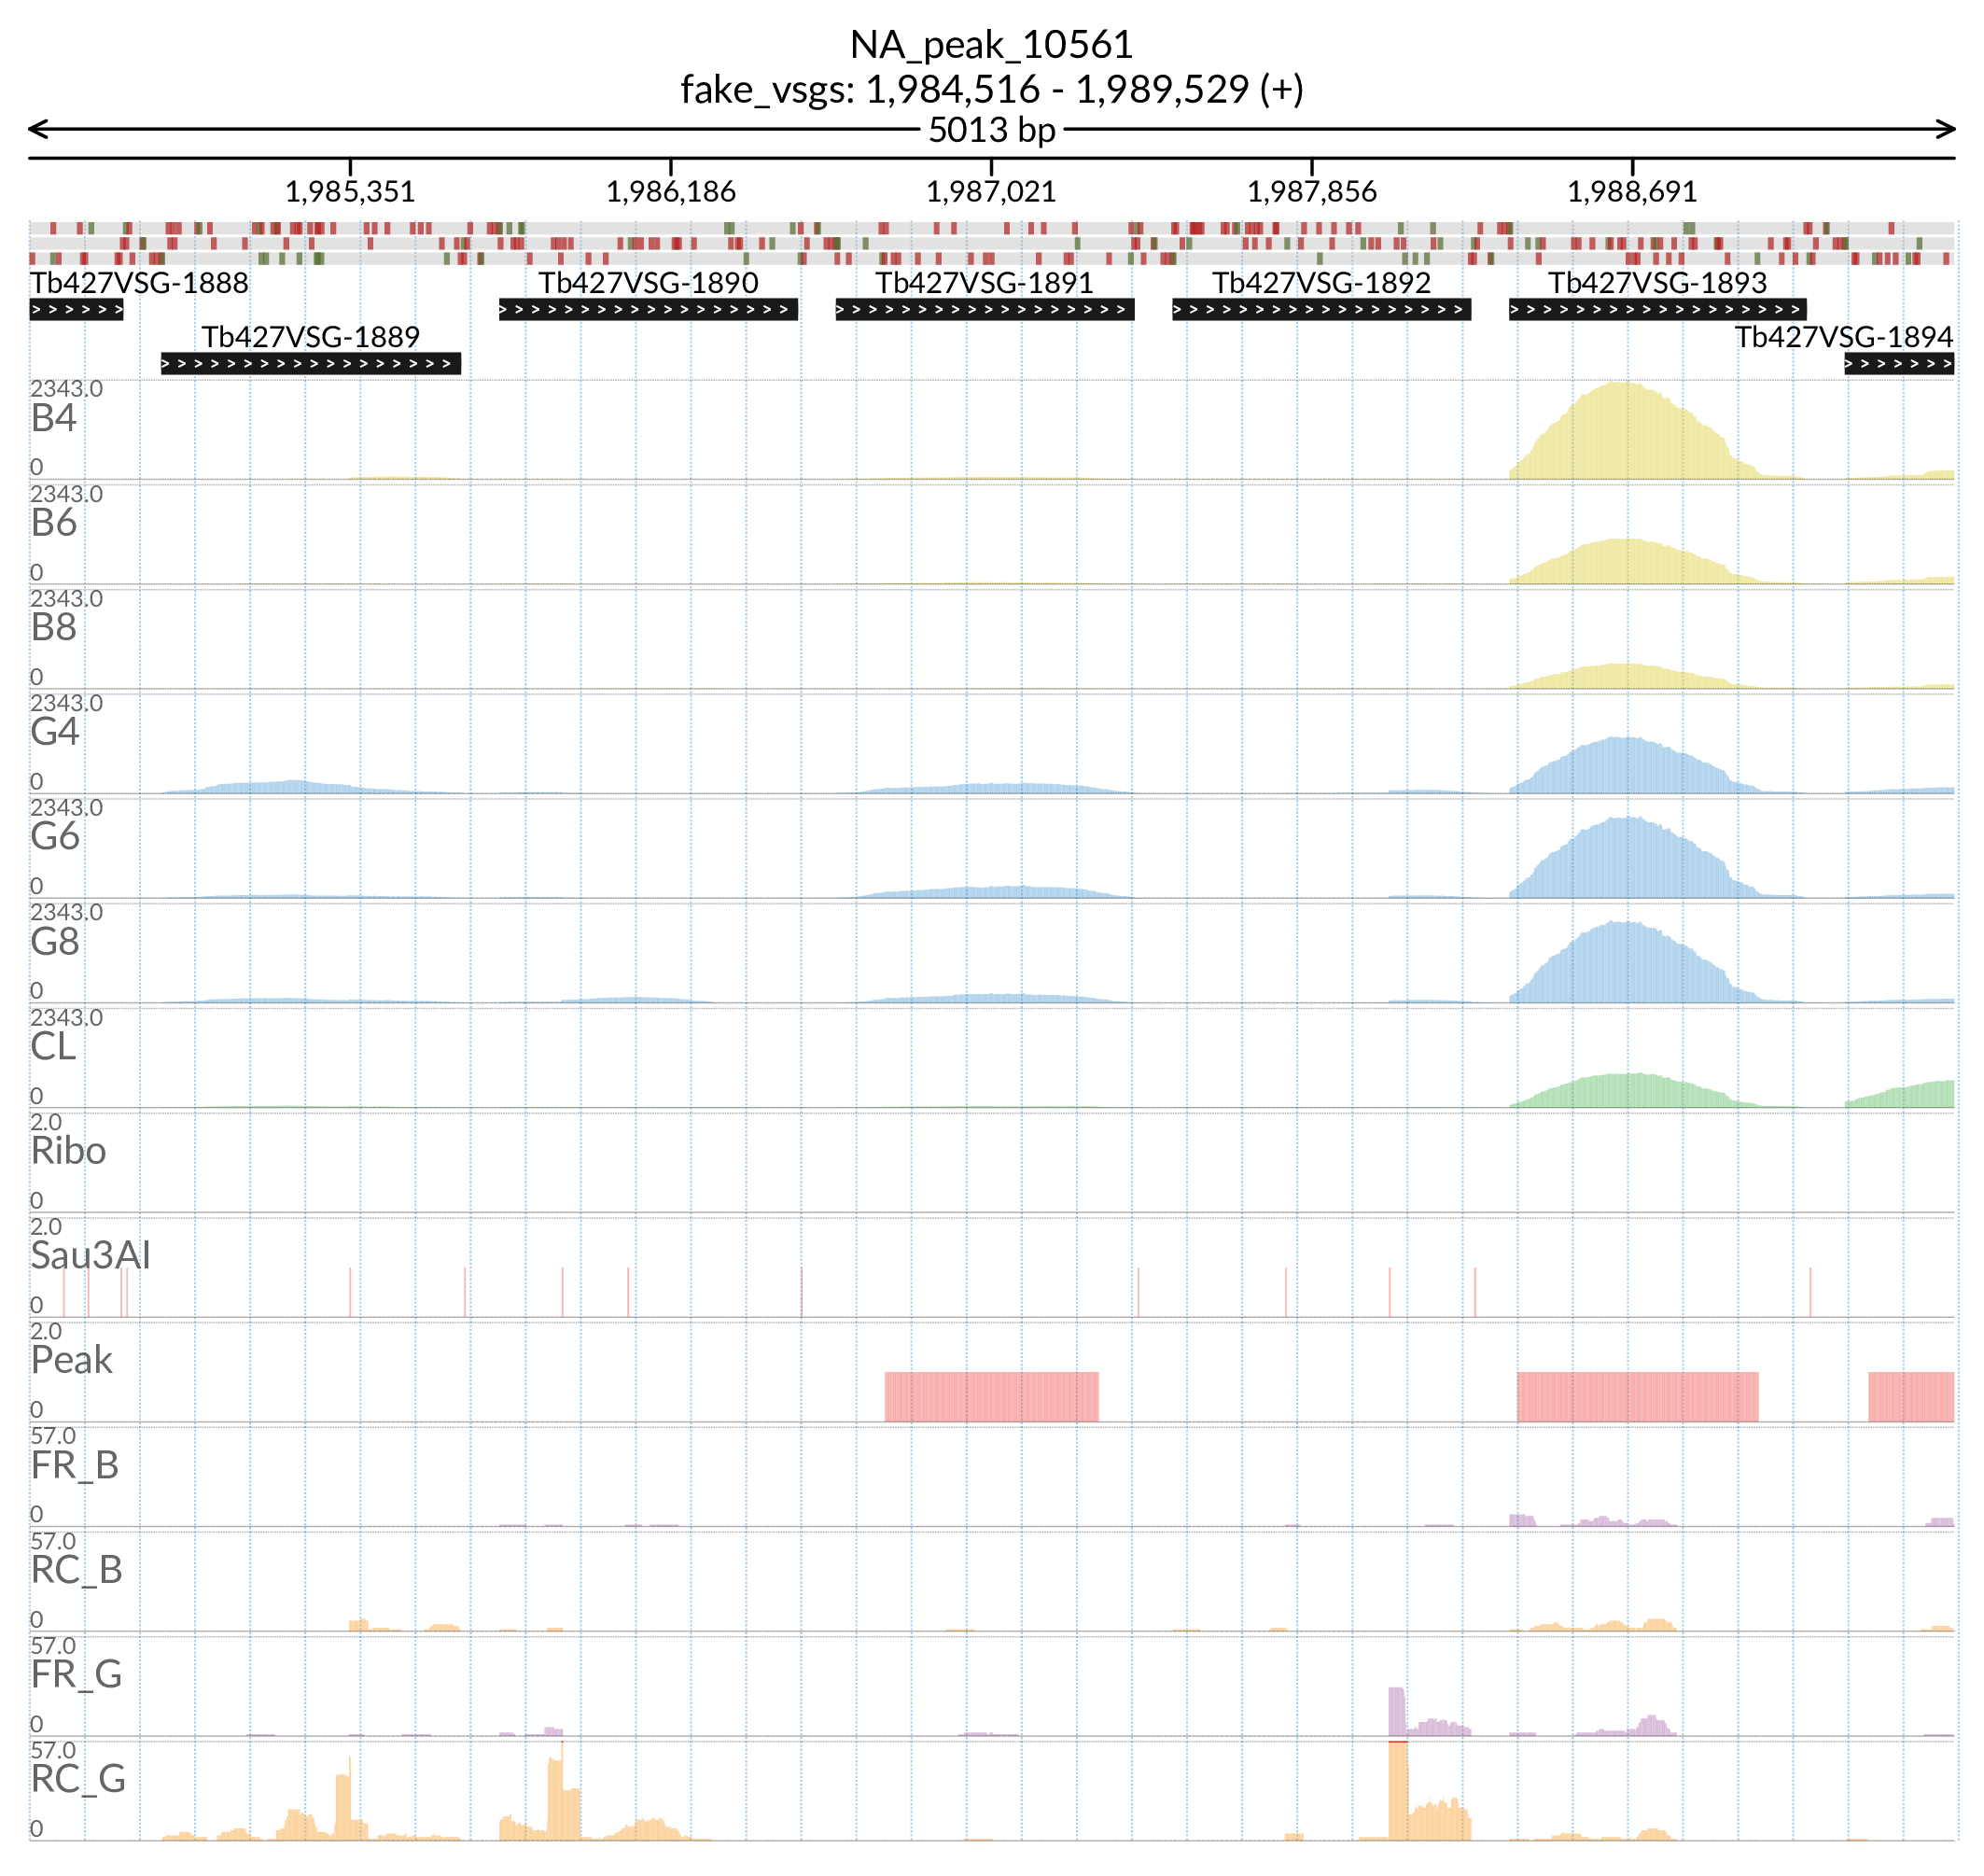 NA_peak_10561
fake_vsgs: 1,984,516 - 1,989,529 (+)
5013 bp
1,985,351 1,986,186 1,987,021 1,987,856 1,988,691
Tb427VSG-1888 Tb427VSG-1890 Tb427VSG-1891 Tb427VSG-1892 Tb427VSG-1893
Tb427VSG-1889 Tb427VSG-1894
2343.0
B4
0
2343.0
B6
0
2343.0
B8
0
2343.0
G4
0
2343.0
G6
0
2343.0
G8
0
2343.0
CL
0
2.0
Ribo
0
2.0
Sau3AI
0
2.0
Peak
0
57.0
FR_B
0
57.0
RC_B
0
57.0
FR_G
0
57.0
RC_G
0